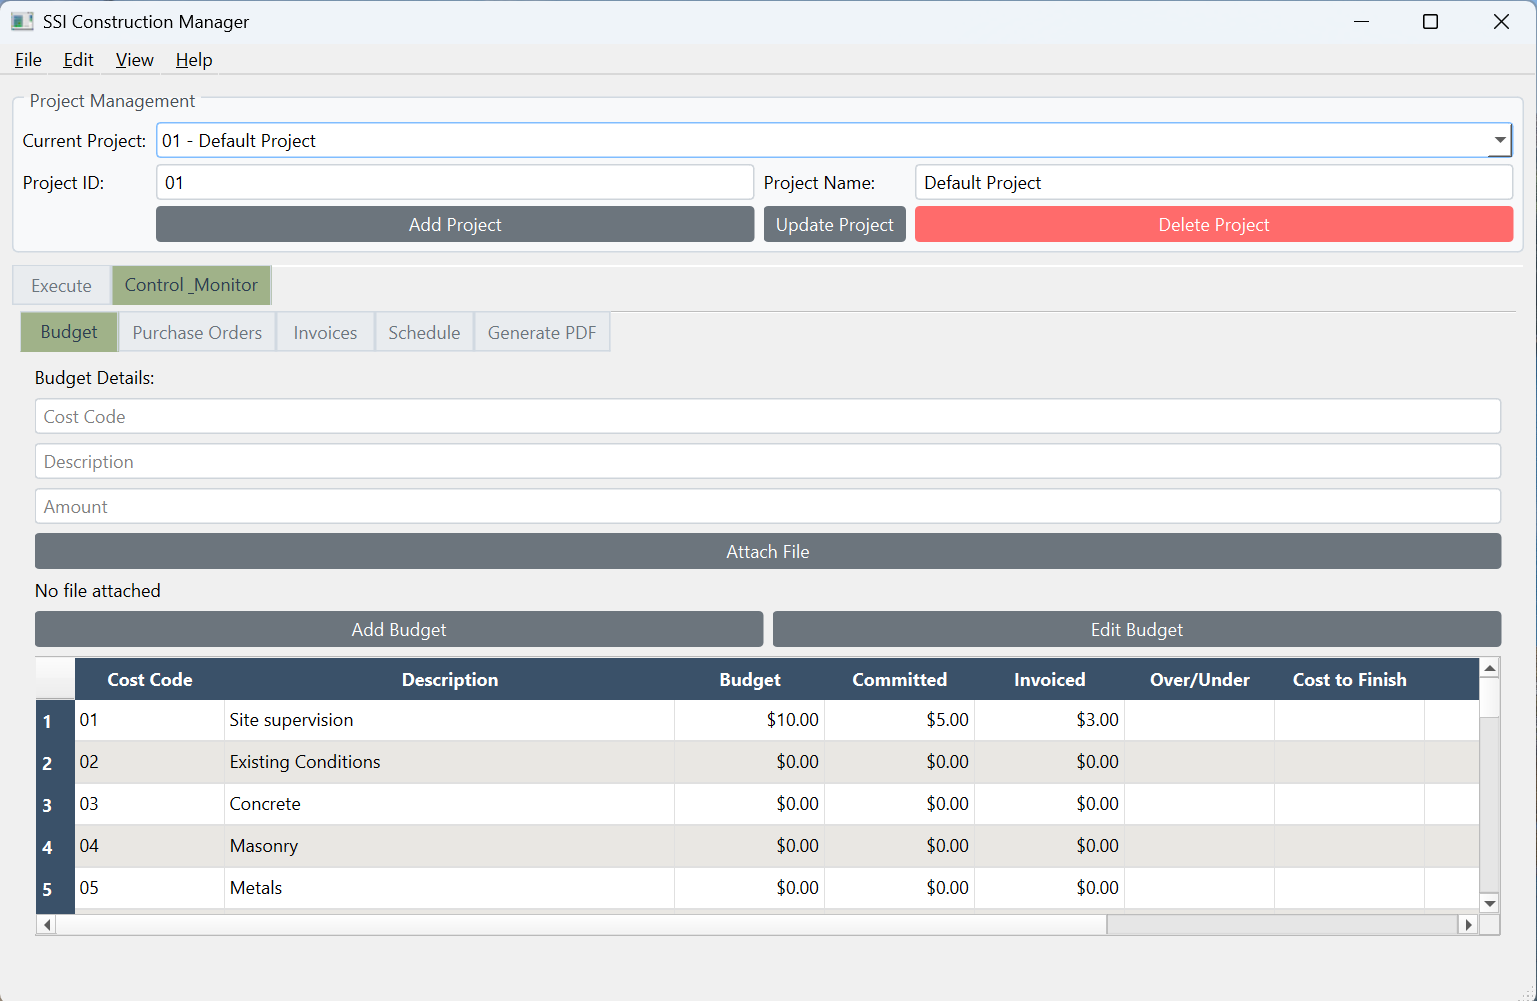 SSI Construction Manager
File Edit View Help
Project Management
Current Project: 01 - Default Project
Project ID: 01 Project Name: Default Project
Add Project Update Project Delete Project
Execute Control _Monitor
Budget Purchase Orders Invoices Schedule Generate PDF
Budget Details:
Cost Code
Description
Amount
Attach File
No file attached
Add Budget Edit Budget
Cost Code Description Budget Committed Invoiced Over/Under Cost to Finish
1 01 Site supervision $10.00 $5.00 $3.00
2 02 Existing Conditions $0.00 $0.00 $0.00
3 03 Concrete $0.00 $0.00 $0.00
4 04 Masonry $0.00 $0.00 $0.00
5 05 Metals $0.00 $0.00 $0.00